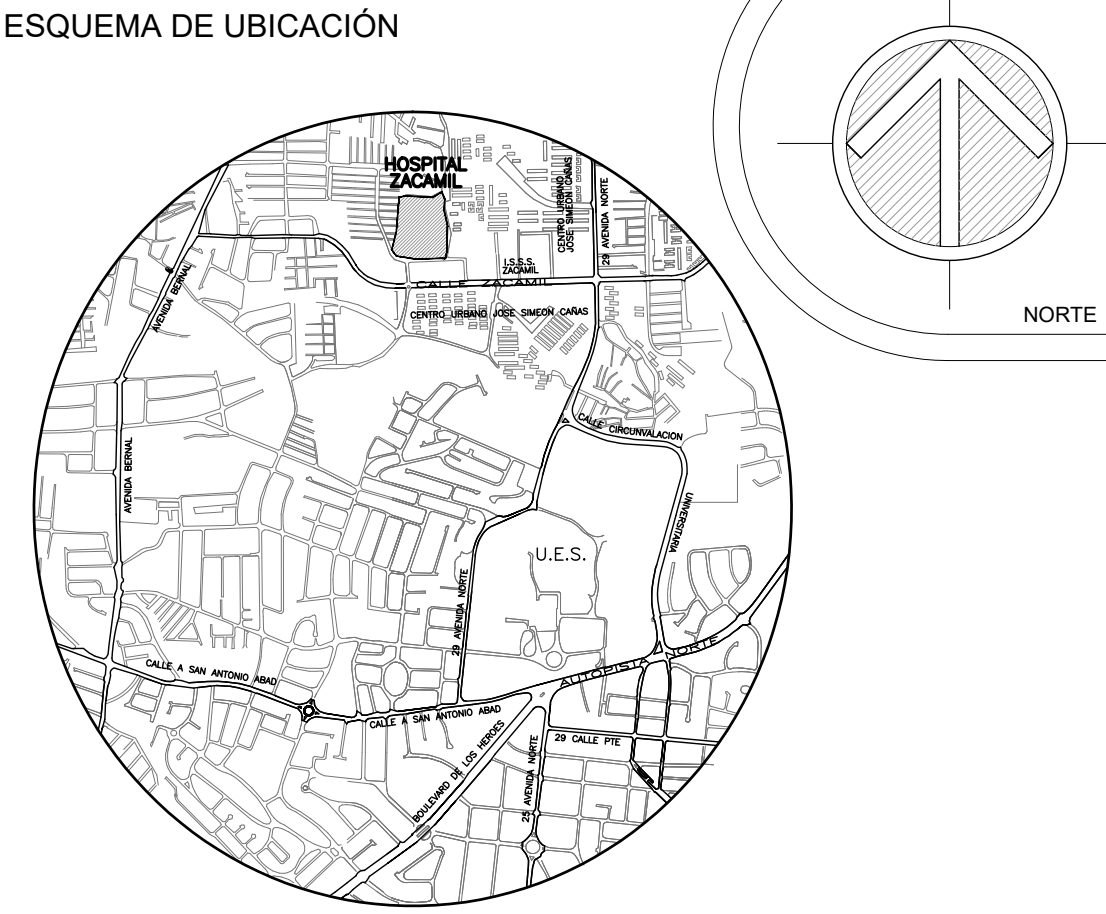 ESQUEMA DE UBICACIÓN
NORTE
HOSPITAL
ZACAMIL
CENTRO URBANO
JOSE SIMEON CAÑAS
29 AVENIDA NORTE
I.S.S.S.
ZACAMIL
CALLE ZACAMIL
CENTRO URBANO JOSE SIMEON CAÑAS
AVENIDA BERNAL
CALLE CIRCUNVALACION
AVENIDA BERNAL
UNIVERSITARIA
U.E.S.
29 AVENIDA NORTE
AUTOPISTA NORTE
CALLE A SAN ANTONIO ABAD
CALLE A SAN ANTONIO ABAD
BOULEVARD DE LOS HEROES
25 AVENIDA NORTE
29 CALLE PTE